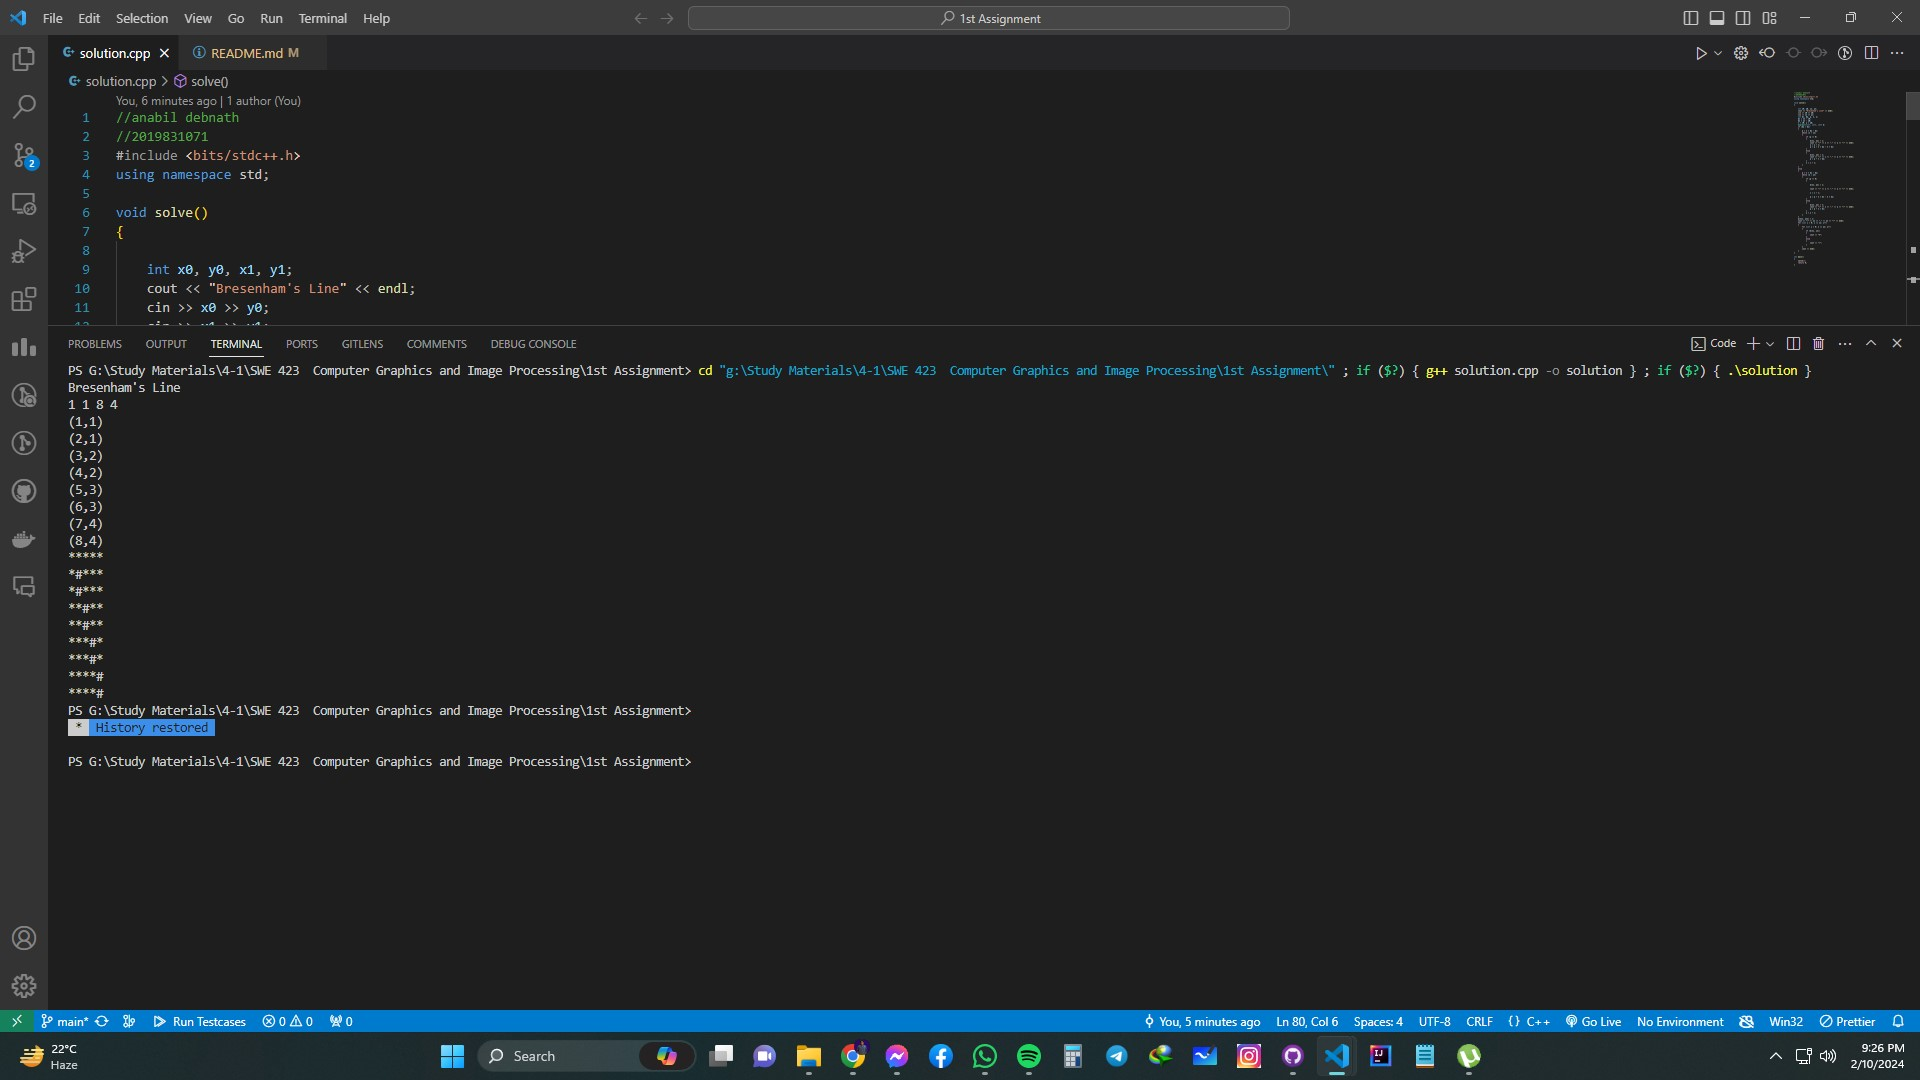 File Edit Selection View Go Run Terminal Help
1st Assignment
solution.cpp
README.md M
solution.cpp > solve()
You, 6 minutes ago | 1 author (You)
1 //anabil debnath
2 //2019831071
3 #include <bits/stdc++.h>
4 using namespace std;
5
6 void solve()
7 {
8
9 int x0, y0, x1, y1;
10 cout << "Bresenham's Line" << endl;
11 cin >> x0 >> y0;
12 cin >> x1 >> y1;
2
PROBLEMS OUTPUT TERMINAL PORTS GITLENS COMMENTS DEBUG CONSOLE
Code
PS G:\Study Materials\4-1\SWE 423  Computer Graphics and Image Processing\1st Assignment> cd "g:\Study Materials\4-1\SWE 423  Computer Graphics and Image Processing\1st Assignment\" ; if ($?) { g++ solution.cpp -o solution } ; if ($?) { .\solution }
Bresenham's Line
1 1 8 4
(1,1)
(2,1)
(3,2)
(4,2)
(5,3)
(6,3)
(7,4)
(8,4)
*****
*#***
*#***
**#**
**#**
***#*
***#*
****#
****#
PS G:\Study Materials\4-1\SWE 423  Computer Graphics and Image Processing\1st Assignment>
* History restored
PS G:\Study Materials\4-1\SWE 423  Computer Graphics and Image Processing\1st Assignment>
main* Run Testcases 0 0 0 You, 5 minutes ago Ln 80, Col 6 Spaces: 4 UTF-8 CRLF {} C++ Go Live No Environment Win32 Prettier
22°C
Haze
Search
9:26 PM
2/10/2024